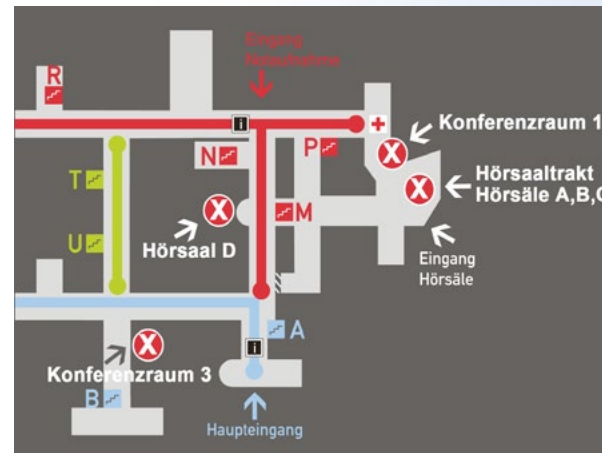 Eingang
Notaufnahme
R
i
+
Konferenzraum 1
X
N
P
T
X
Hörsaaltrakt
Hörsäle A,B,C
X
M
U
Hörsaal D
Eingang
Hörsäle
A
X
i
Konferenzraum 3
B
Haupteingang